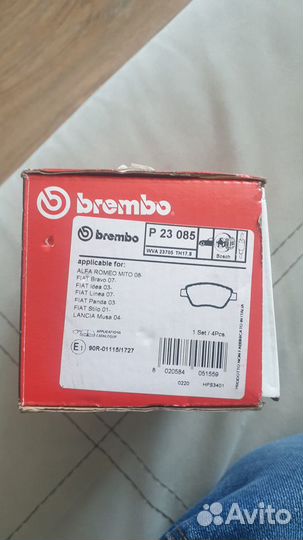 brembo
brembo
P 23 085
WVA 23705 TH17,8
Bosch
applicable for:
ALFA ROMEO MITO 08-
FIAT Bravo 07-
FIAT Idea 03-
FIAT Linea 07-
FIAT Panda 03-
FIAT Stilo 01-
LANCIA Musa 04-
1 Set / 4Pcs.
APPLICATIONS
E1 90R-01115/1727
8 020584 051559
0220 HPS3401
Avito